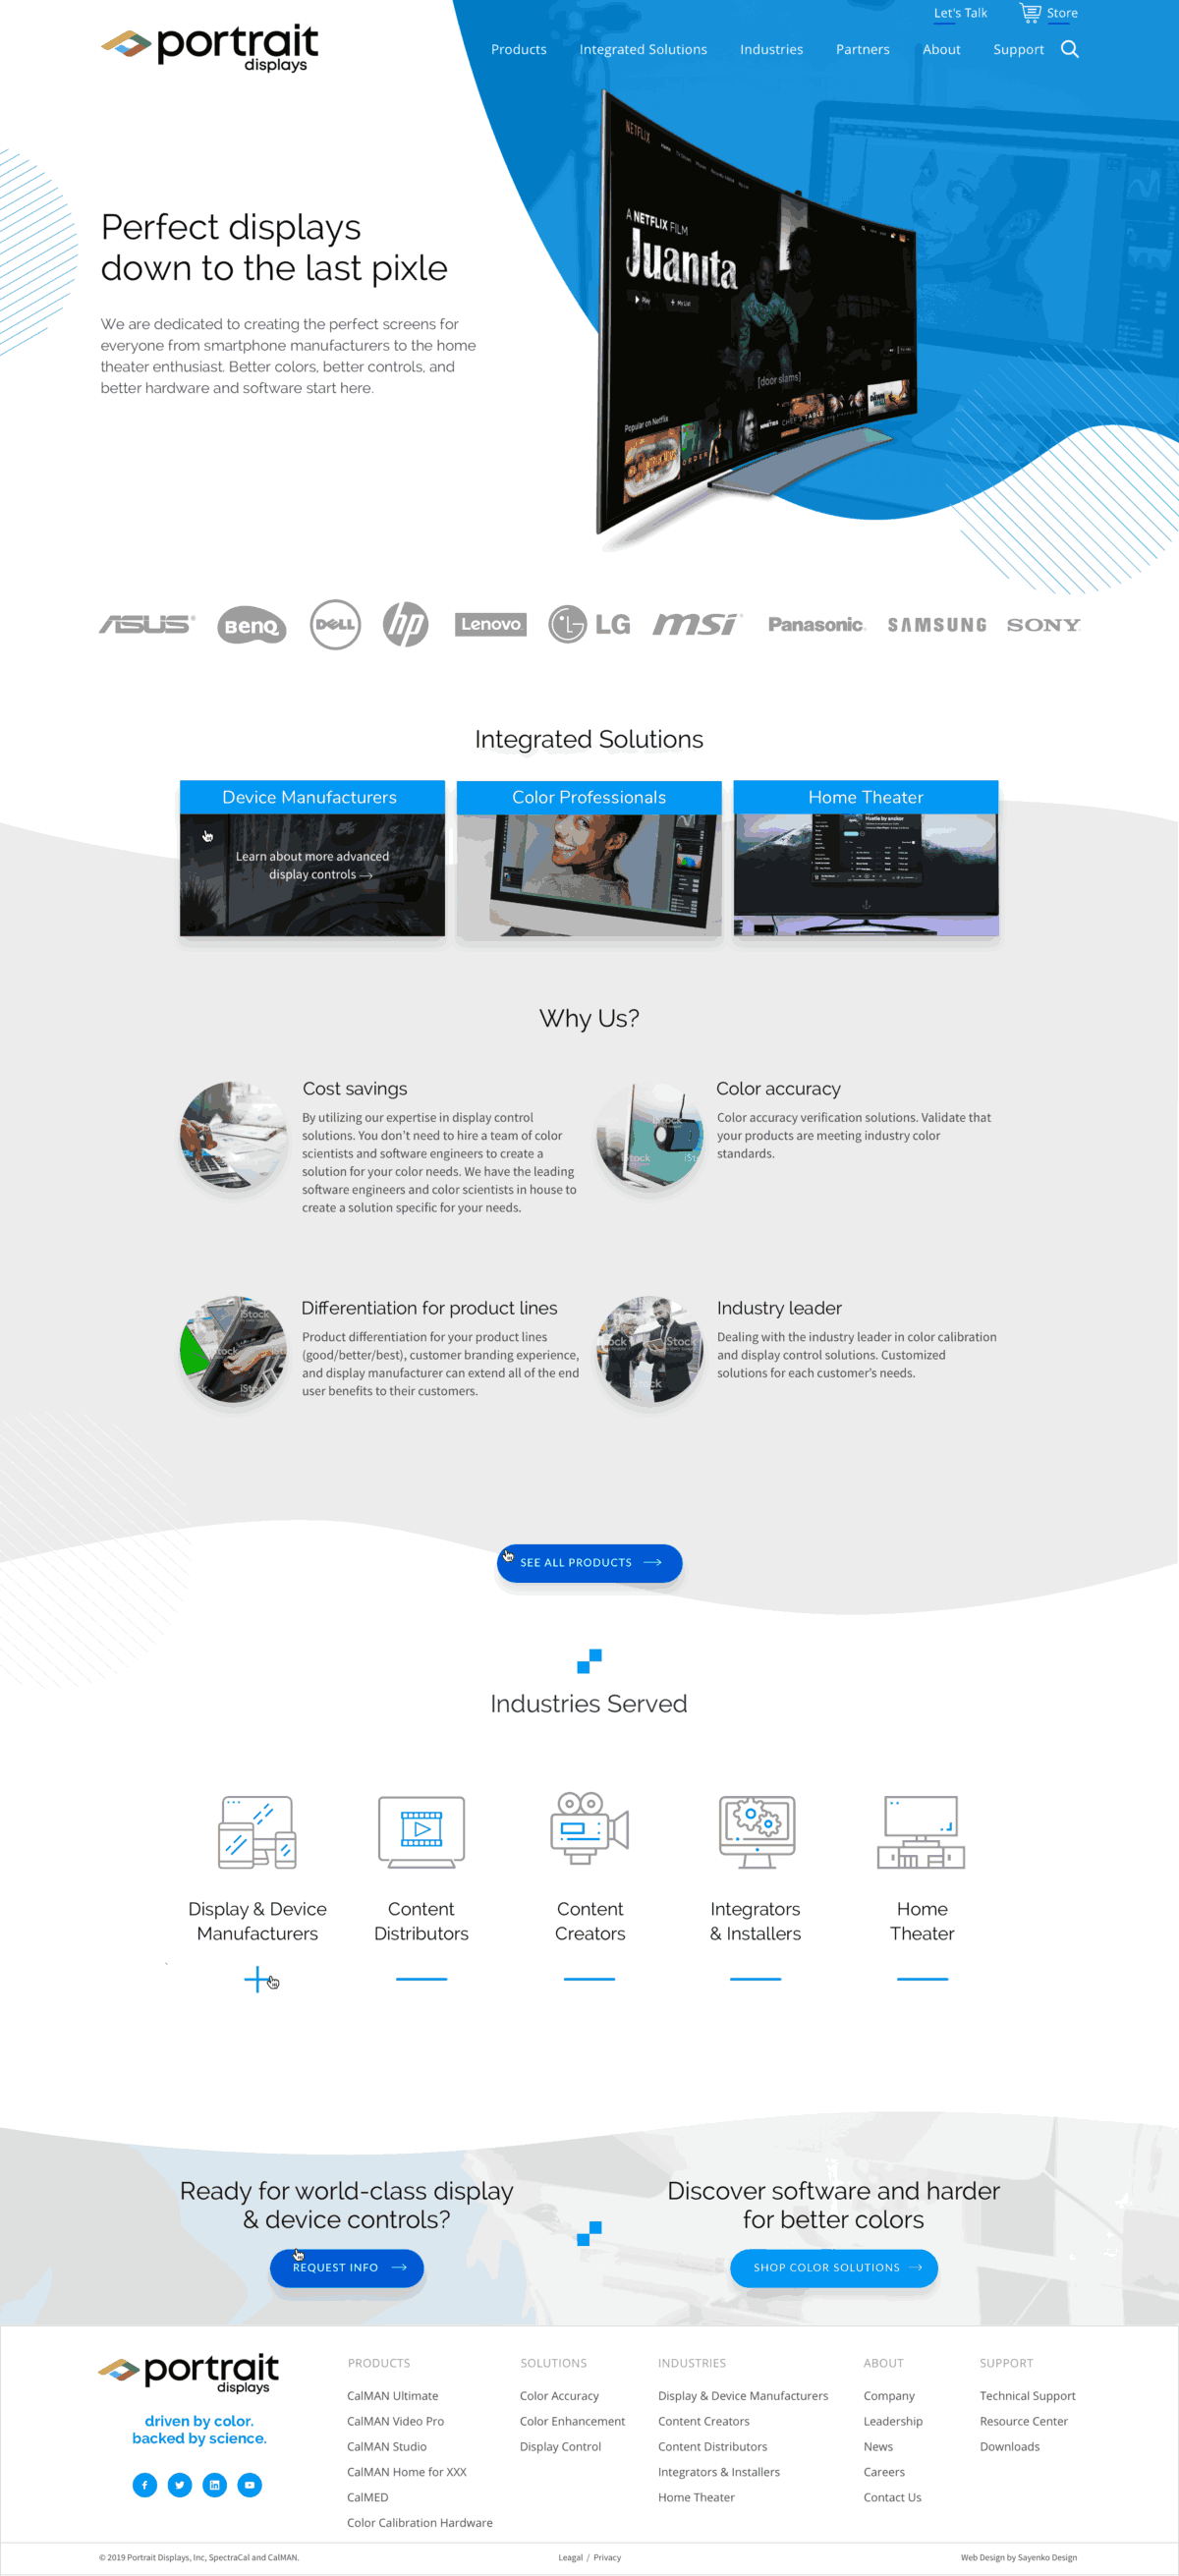 Let's Talk
Store
portrait
displays
Products
Integrated Solutions
Industries
Partners
About
Support
Perfect displays
down to the last pixle
We are dedicated to creating the perfect screens for
everyone from smartphone manufacturers to the home
theater enthusiast. Better colors, better controls, and
better hardware and software start here.
NETFLIX
Home
A NETFLIX FILM
Juanita
Play
+ My List
[door slams]
Popular on Netflix
ASUS
BenQ
DELL
hp
Lenovo
LG
msi
Panasonic
SAMSUNG
SONY
Integrated Solutions
Device Manufacturers
Learn about more advanced
display controls →
Color Professionals
Home Theater
Why Us?
Cost savings
By utilizing our expertise in display control
solutions. You don't need to hire a team of color
scientists and software engineers to create a
solution for your color needs. We have the leading
software engineers and color scientists in house to
create a solution specific for your needs.
Color accuracy
Color accuracy verification solutions. Validate that
your products are meeting industry color
standards.
Differentiation for product lines
Product differentiation for your product lines
(good/better/best), customer branding experience,
and display manufacturer can extend all of the end
user benefits to their customers.
Industry leader
Dealing with the industry leader in color calibration
and display control solutions. Customized
solutions for each customer's needs.
SEE ALL PRODUCTS →
Industries Served
Display & Device
Manufacturers
Content
Distributors
Content
Creators
Integrators
& Installers
Home
Theater
Ready for world-class display
& device controls?
REQUEST INFO →
Discover software and harder
for better colors
SHOP COLOR SOLUTIONS →
portrait
displays
driven by color.
backed by science.
PRODUCTS
CalMAN Ultimate
CalMAN Video Pro
CalMAN Studio
CalMAN Home for XXX
CalMED
Color Calibration Hardware
SOLUTIONS
Color Accuracy
Color Enhancement
Display Control
INDUSTRIES
Display & Device Manufacturers
Content Creators
Content Distributors
Integrators & Installers
Home Theater
ABOUT
Company
Leadership
News
Careers
Contact Us
SUPPORT
Technical Support
Resource Center
Downloads
© 2019 Portrait Displays, Inc, SpectraCal and CalMAN.
Leagal / Privacy
Web Design by Sayenko Design